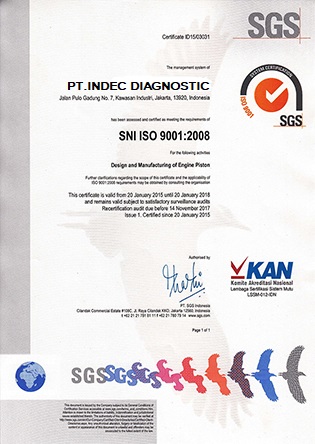 SGS
Certificate ID15/03031
The management system of
PT.INDEC DIAGNOSTIC
Jalan Pulo Gadung No. 7, Kawasan Industri, Jakarta, 13920, Indonesia
has been assessed and certified as meeting the requirements of
SNI ISO 9001:2008
For the following activities
Design and Manufacturing of Engine Piston
Further clarifications regarding the scope of this certificate and the applicability of
ISO 9001:2008 requirements may be obtained by consulting the organisation
This certificate is valid from 20 January 2015 until 20 January 2018
and remains valid subject to satisfactory surveillance audits
Recertification audit due before 14 November 2017
Issue 1. Certified since 20 January 2015
SYSTEM CERTIFICATION
ISO 9001
SGS
Authorised by
PT. SGS Indonesia
Cilandak Commercial Estate #108C, Jl. Raya Cilandak KKO, Jakarta 12560, Indonesia
www.sgs.com
Page 1 of 1
KAN
Komite Akreditasi Nasional
Lembaga Sertifikasi Sistem Mutu
LSSM-012-IDN
SGS SGS SGS